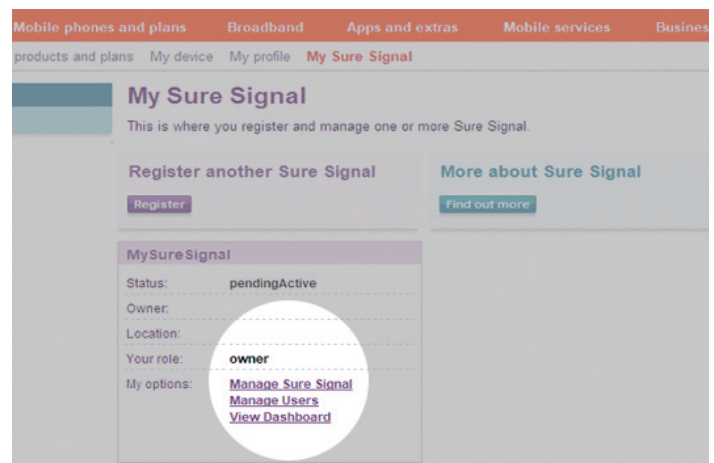 Mobile phones and plans Broadband Apps and extras Mobile services Busines
products and plans My device My profile My Sure Signal
My Sure Signal
This is where you register and manage one or more Sure Signal.
Register another Sure Signal More about Sure Signal
Register Find out more
MySureSignal
Status: pendingActive
Owner:
Location:
Your role: owner
My options: Manage Sure Signal
Manage Users
View Dashboard